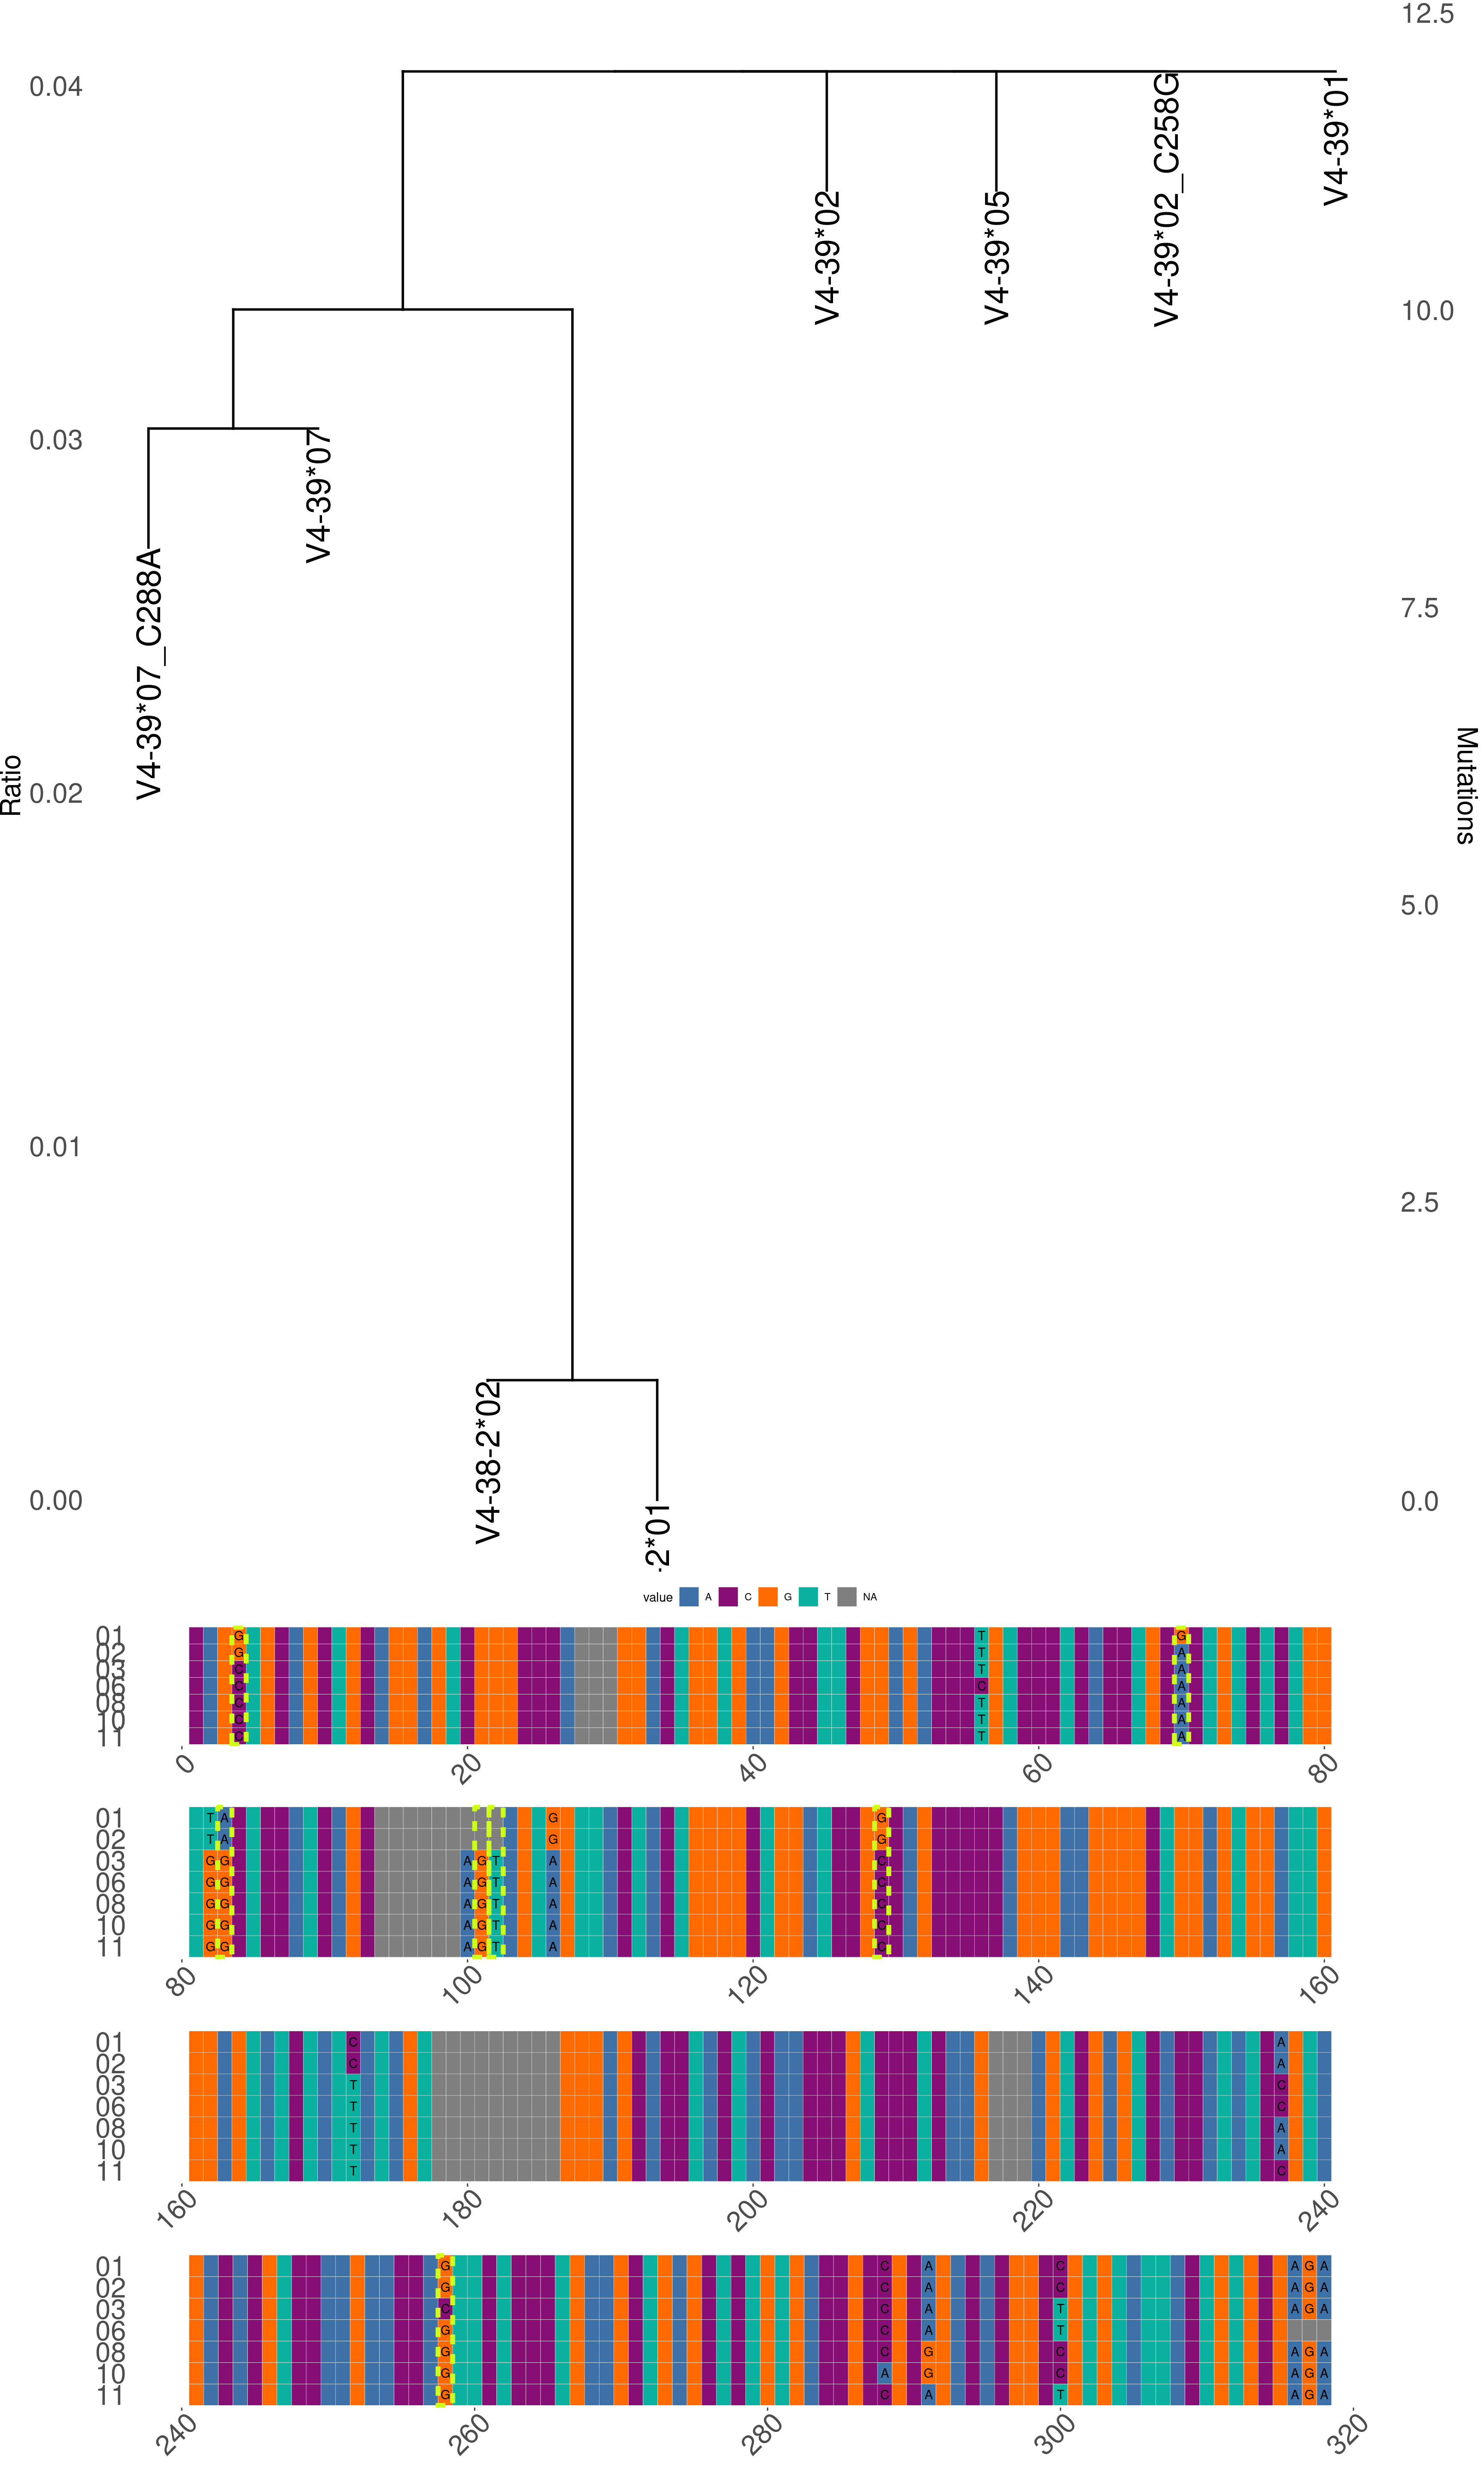 12.5
0.04
V4-39*01
V4-39*02_C258G
V4-39*02
V4-39*05
10.0
0.03
V4-39*07
V4-39*07_C288A
7.5
Ratio
Mutations
0.02
5.0
0.01
2.5
V4-38-2*02
0.00
-2*01
0.0
value A C G T NA
01 G T G
02 G T A
03 C T A
06 C C A
08 C T A
10 C T A
11 C T A
0 20 40 60 80
01 T A G G
02 T A G G
03 G G A G T A C
06 G G A G T A C
08 G G A G T A C
10 G G A G T A C
11 G G A G T A C
80 100 120 140 160
01 C A
02 C A
03 T C
06 T C
08 T A
10 T A
11 T C
160 180 200 220 240
01 G C A C A G A
02 G C A C A G A
03 C C A T A G A
06 G C A T
08 G C G C A G A
10 G A G C A G A
11 G C A T A G A
240 260 280 300 320